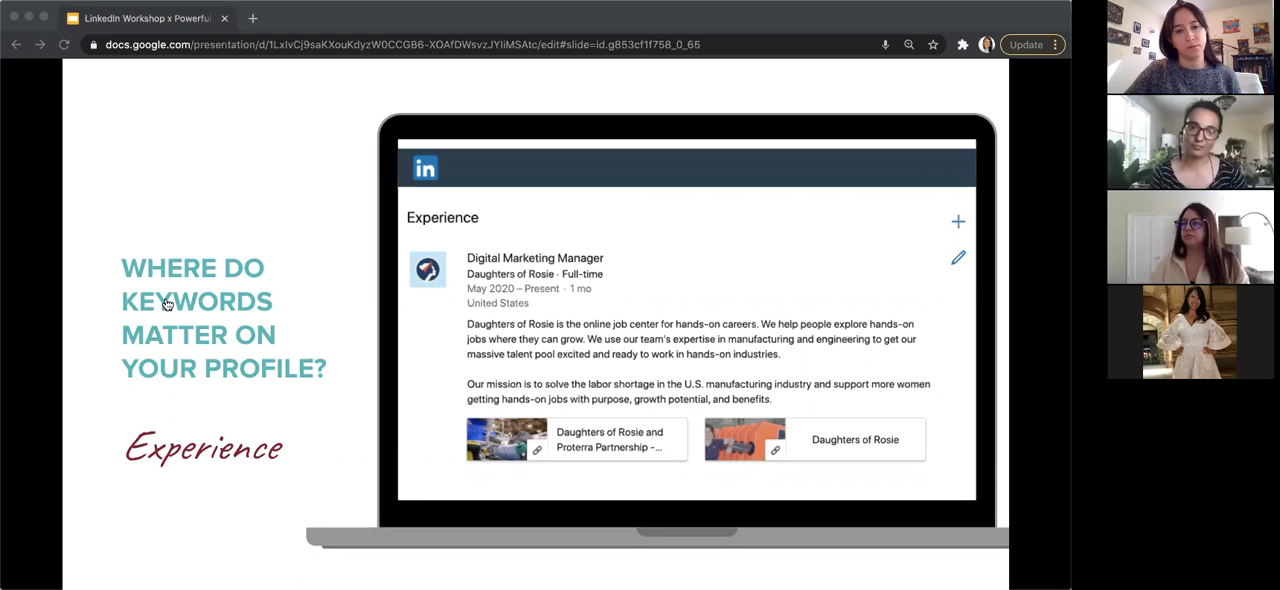 LinkedIn Workshop x Powerful
docs.google.com/presentation/d/1LxIvCj9saKXouKdyzW0CCGB6-XOAfDWsvzJYIiMSAtc/edit#slide=id.g853cf1f758_0_65
Update
WHERE DO
KEYWORDS
MATTER ON
YOUR PROFILE?
Experience
in
Experience
Digital Marketing Manager
Daughters of Rosie · Full-time
May 2020 – Present · 1 mo
United States
Daughters of Rosie is the online job center for hands-on careers. We help people explore hands-on
jobs where they can grow. We use our team's expertise in manufacturing and engineering to get our
massive talent pool excited and ready to work in hands-on industries.
Our mission is to solve the labor shortage in the U.S. manufacturing industry and support more women
getting hands-on jobs with purpose, growth potential, and benefits.
Daughters of Rosie and
Proterra Partnership -...
Daughters of Rosie